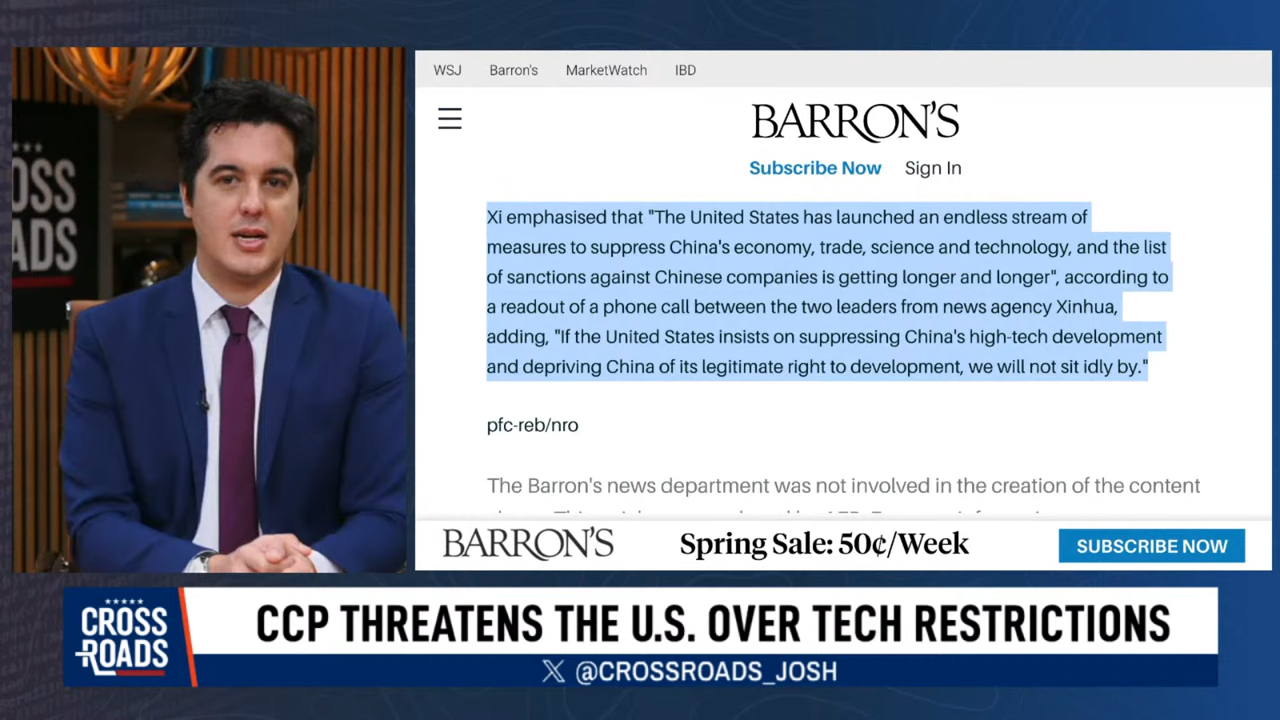 OSS
ADS
WSJ Barron's MarketWatch IBD
BARRON'S
Subscribe Now Sign In
Xi emphasised that "The United States has launched an endless stream of
measures to suppress China's economy, trade, science and technology, and the list
of sanctions against Chinese companies is getting longer and longer", according to
a readout of a phone call between the two leaders from news agency Xinhua,
adding, "If the United States insists on suppressing China's high-tech development
and depriving China of its legitimate right to development, we will not sit idly by."
pfc-reb/nro
The Barron's news department was not involved in the creation of the content
BARRON'S Spring Sale: 50¢/Week SUBSCRIBE NOW
CROSS
ROADS
CCP THREATENS THE U.S. OVER TECH RESTRICTIONS
X @CROSSROADS_JOSH